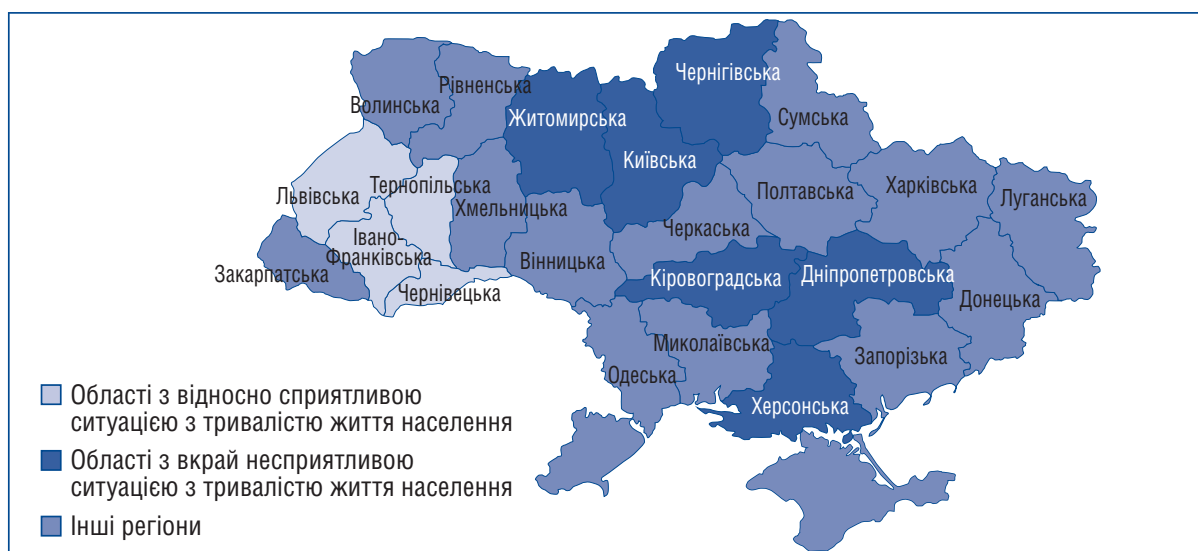 Чернігівська
Рівненська
Волинська
Житомирська
Сумська
Київська
Тернопільська
Львівська
Полтавська
Харківська
Луганська
Хмельницька
Черкаська
Івано-
Франківська
Закарпатська
Вінницька
Кіровоградська
Дніпропетровська
Чернівецька
Донецька
Миколаївська
Запорізька
Одеська
Херсонська
Області з відносно сприятливою
ситуацією з тривалістю життя населення
Області з вкрай несприятливою
ситуацією з тривалістю життя населення
Інші регіони